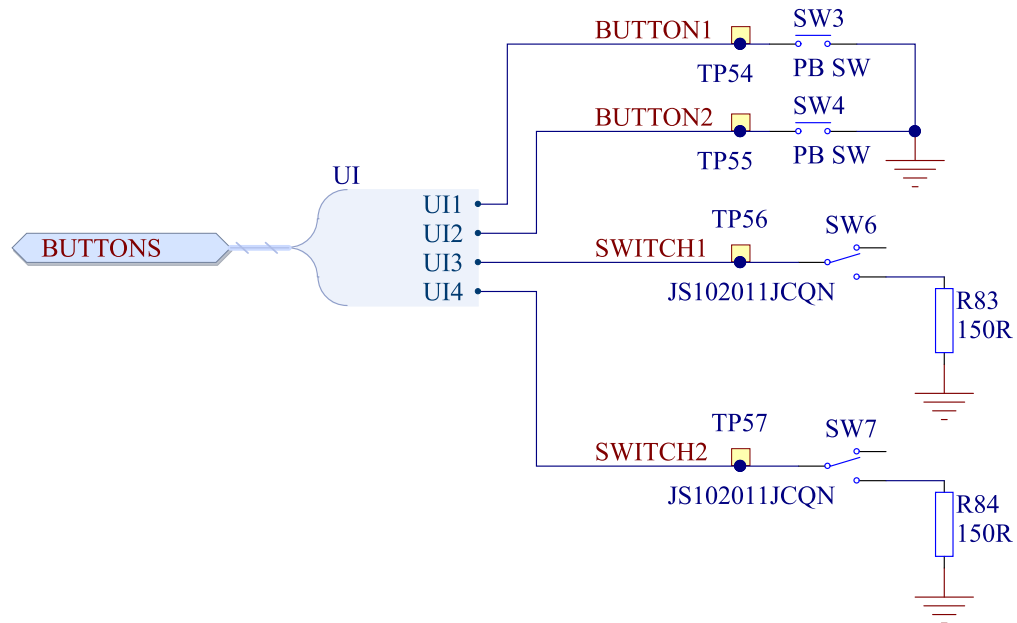 SW3
BUTTON1
TP54
PB SW
SW4
BUTTON2
TP55
PB SW
UI
UI1
UI2
UI3
UI4
BUTTONS
TP56
SW6
SWITCH1
JS102011JCQN
R83
150R
TP57
SW7
SWITCH2
JS102011JCQN
R84
150R